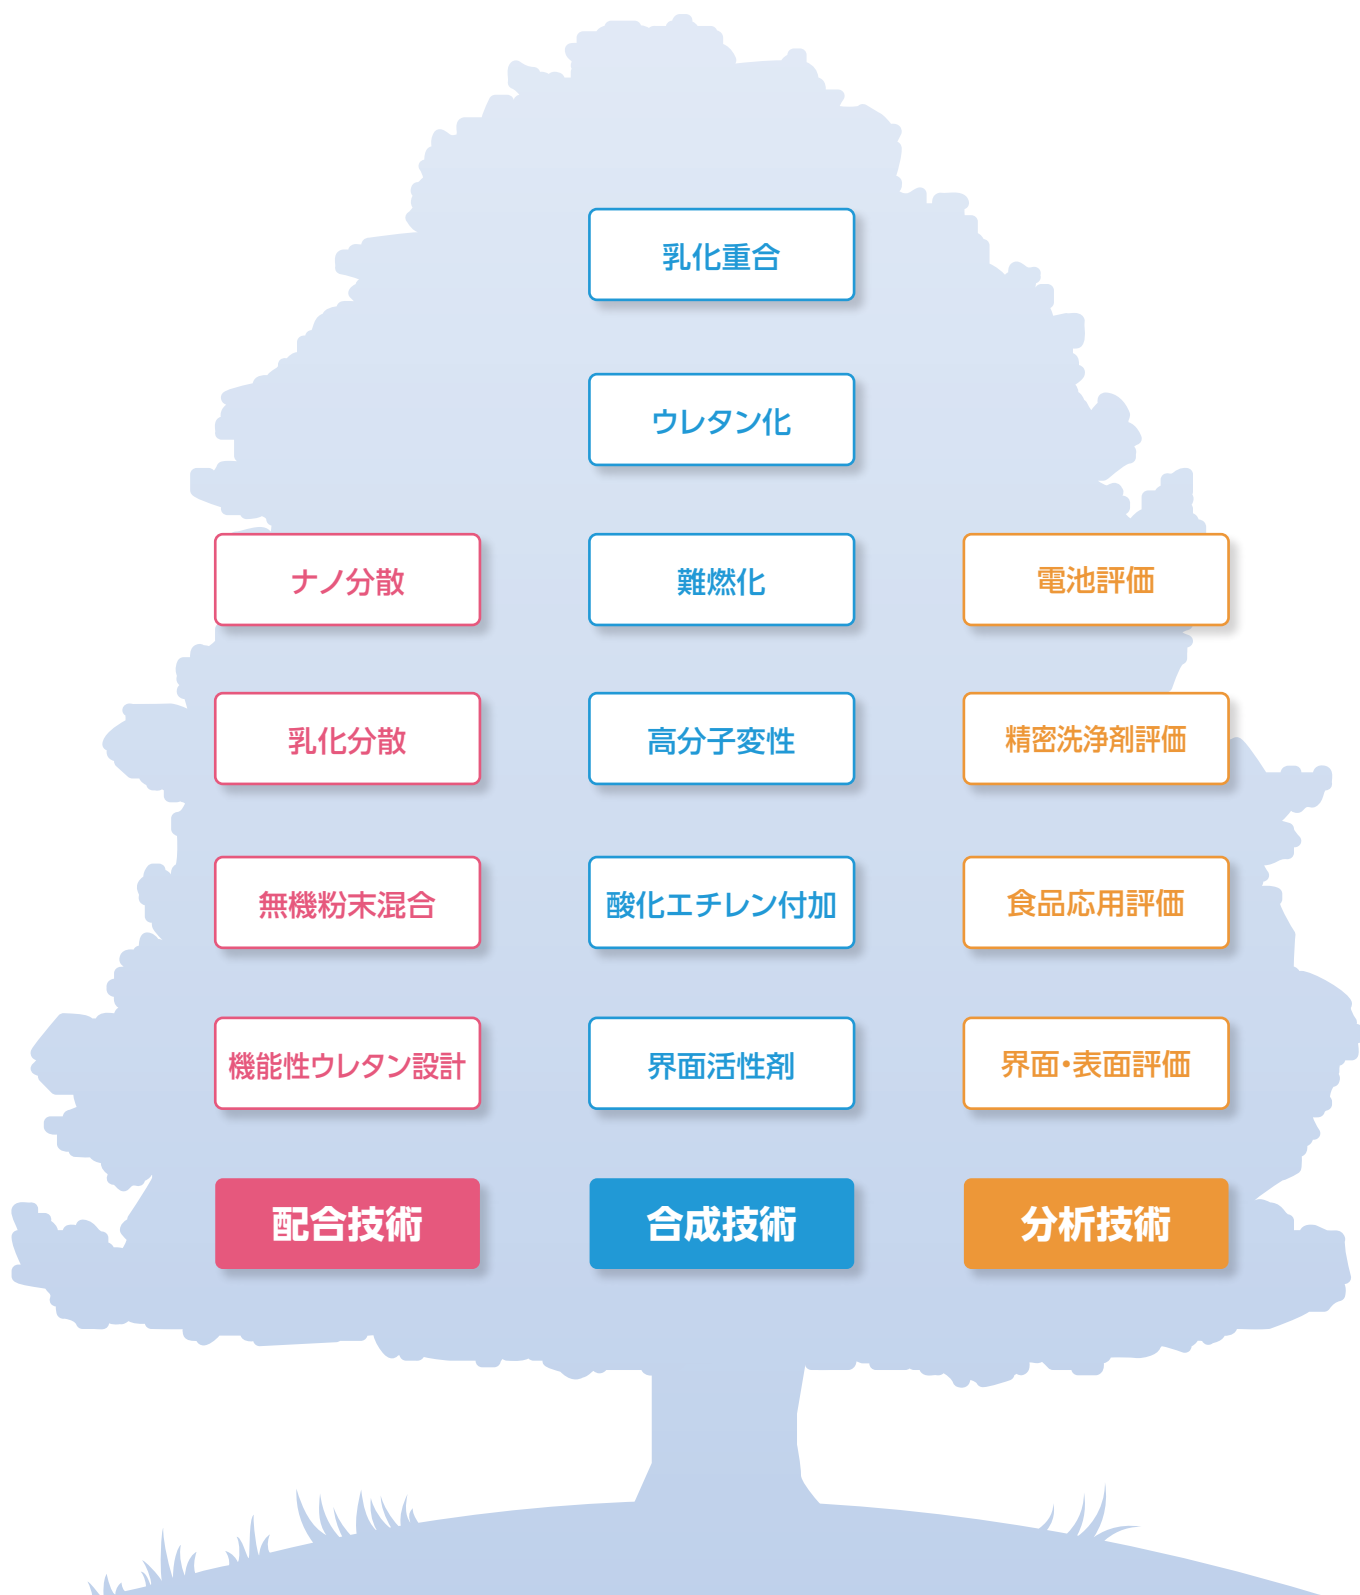 乳化重合
ウレタン化
ナノ分散
難燃化
電池評価
乳化分散
高分子変性
精密洗浄剤評価
無機粉末混合
酸化エチレン付加
食品応用評価
機能性ウレタン設計
界面活性剤
界面・表面評価
配合技術
合成技術
分析技術